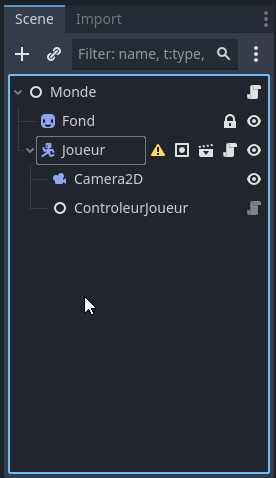 Scene Import
Filter: name, t:type,
Monde
Fond
Joueur
Camera2D
ControleurJoueur